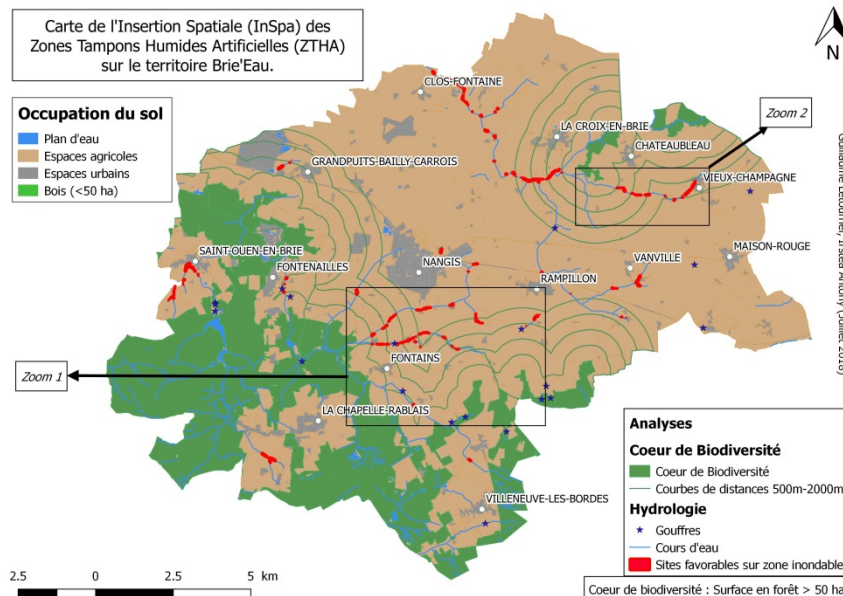 Carte de l'Insertion Spatiale (InSpa) des
Zones Tampons Humides Artificielles (ZTHA)
sur le territoire Brie'Eau.
N
Occupation du sol
Plan d'eau
Espaces agricoles
Espaces urbains
Bois (<50 ha)
CLOS-FONTAINE
LA CROIX-EN-BRIE
Zoom 2
CHATEAUBLEAU
GRANDPUITS-BAILLY-CARROIS
VIEUX-CHAMPAGNE
SAINT-OUEN-EN-BRIE
FONTENAILLES
NANGIS
VANVILLE
MAISON-ROUGE
RAMPILLON
Zoom 1
FONTAINS
LA CHAPELLE-RABLAIS
VILLENEUVE-LES-BORDES
Analyses
Coeur de Biodiversité
Coeur de Biodiversité
Courbes de distances 500m-2000m
Hydrologie
Gouffres
Cours d'eau
Sites favorables sur zone inondable
Coeur de biodiversité : Surface en forêt > 50 ha
2.5 0 2.5 5 km